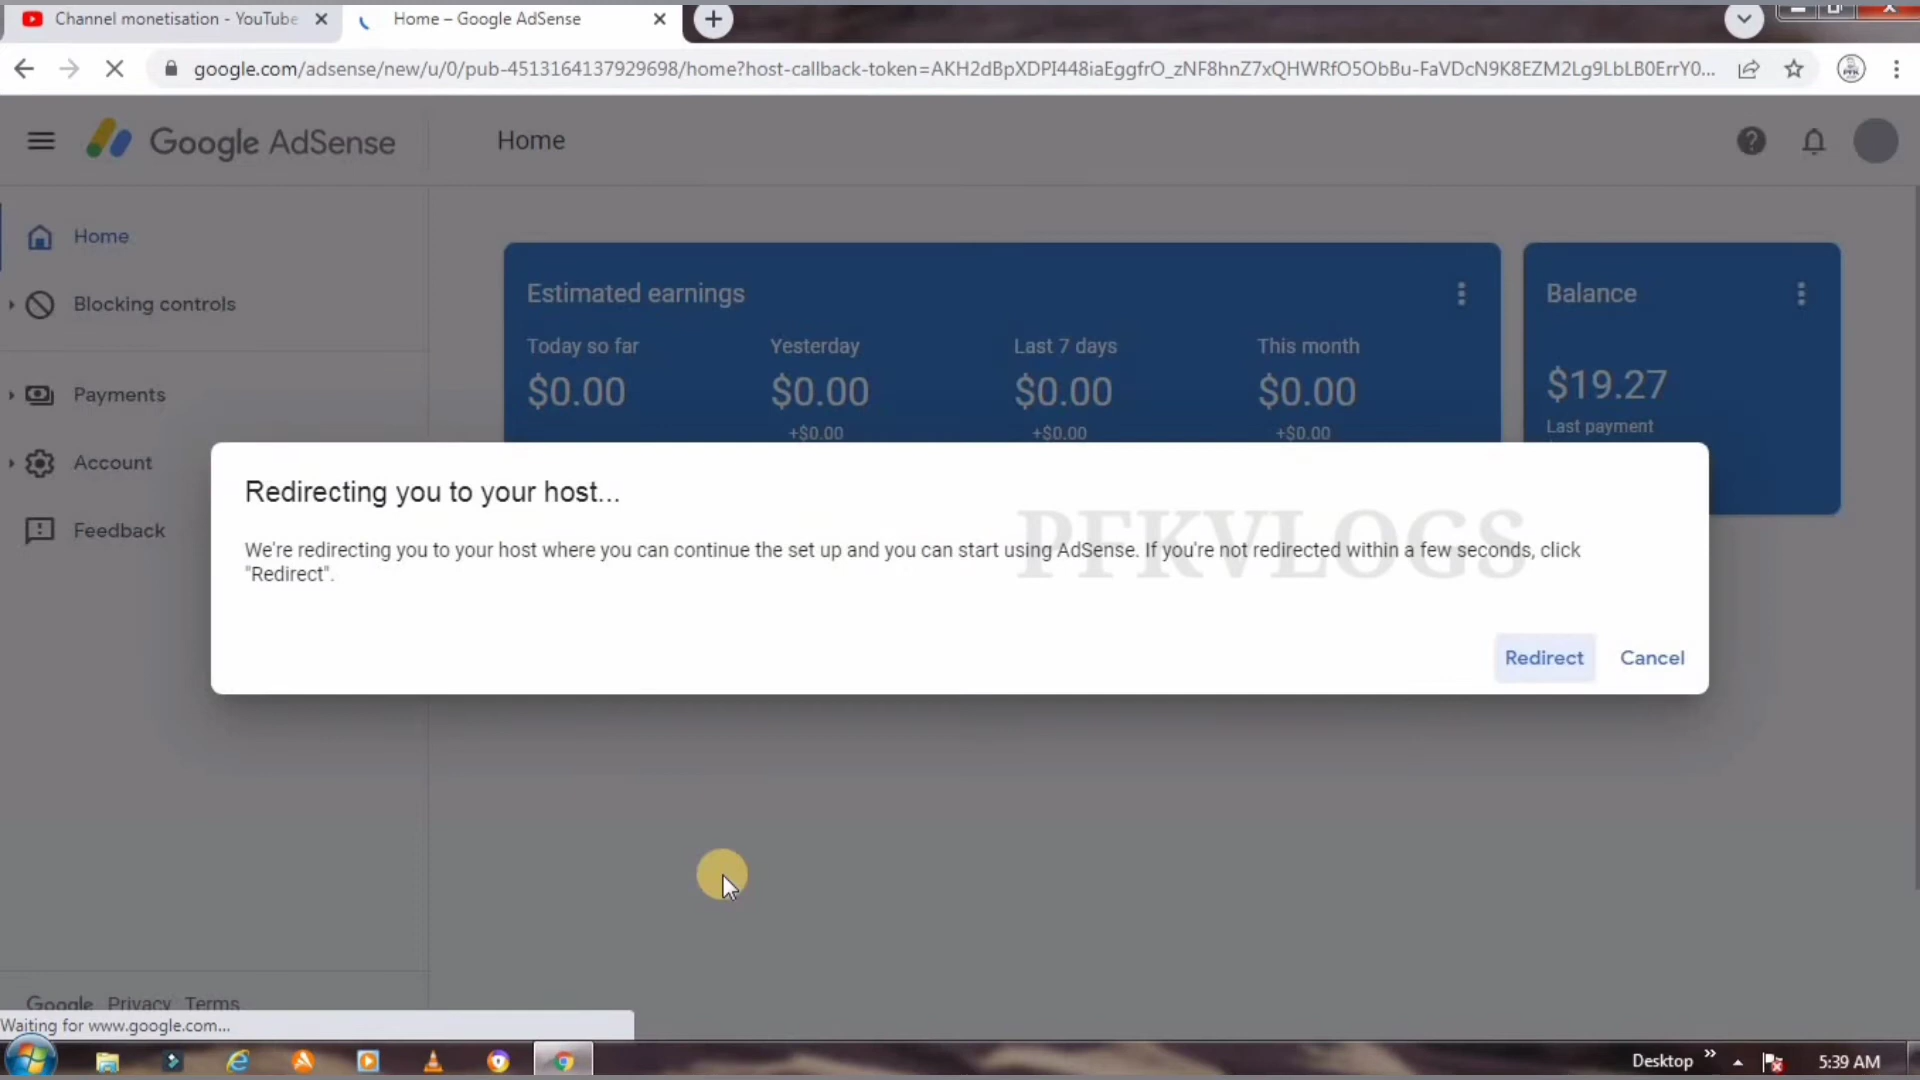 Channel monetisation - YouTube
Home – Google AdSense
google.com/adsense/new/u/0/pub-4513164137929698/home?host-callback-token=AKH2dBpXDPI448iaEggfrO_zNF8hnZ7xQHWRfO5ObBu-FaVDcN9K8EZM2Lg9LbLB0ErrY0...
Google AdSense
Home
Home
Blocking controls
Payments
Account
Feedback
Estimated earnings
Today so far
Yesterday
Last 7 days
This month
$0.00
$0.00
$0.00
$0.00
+$0.00
+$0.00
+$0.00
Balance
$19.27
Last payment
Redirecting you to your host...
We're redirecting you to your host where you can continue the set up and you can start using AdSense. If you're not redirected within a few seconds, click
"Redirect".
PFKVLOGS
Redirect
Cancel
Google Privacy Terms
Waiting for www.google.com...
Desktop
5:39 AM